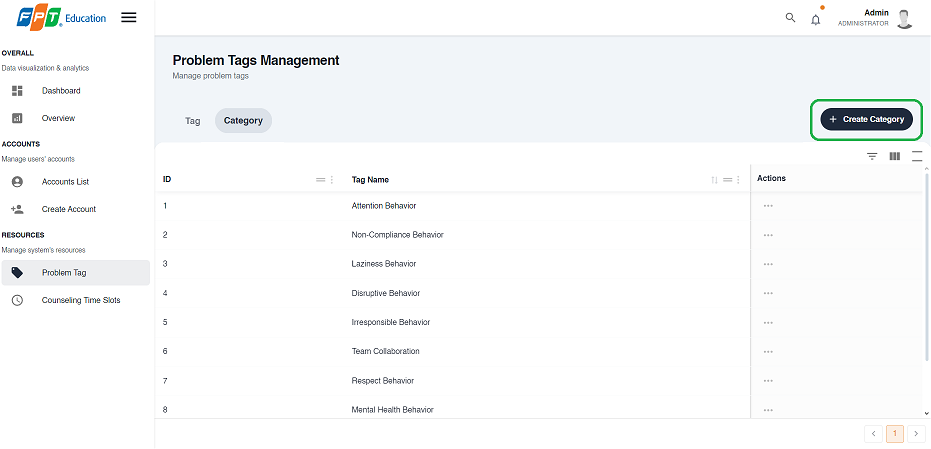 FPT Education
Admin
ADMINISTRATOR
OVERALL
Data visualization & analytics
Dashboard
Overview
ACCOUNTS
Manage users' accounts
Accounts List
Create Account
RESOURCES
Manage system's resources
Problem Tag
Counseling Time Slots
Problem Tags Management
Manage problem tags
Tag Category + Create Category
ID Tag Name Actions
1 Attention Behavior
2 Non-Compliance Behavior
3 Laziness Behavior
4 Disruptive Behavior
5 Irresponsible Behavior
6 Team Collaboration
7 Respect Behavior
8 Mental Health Behavior
1